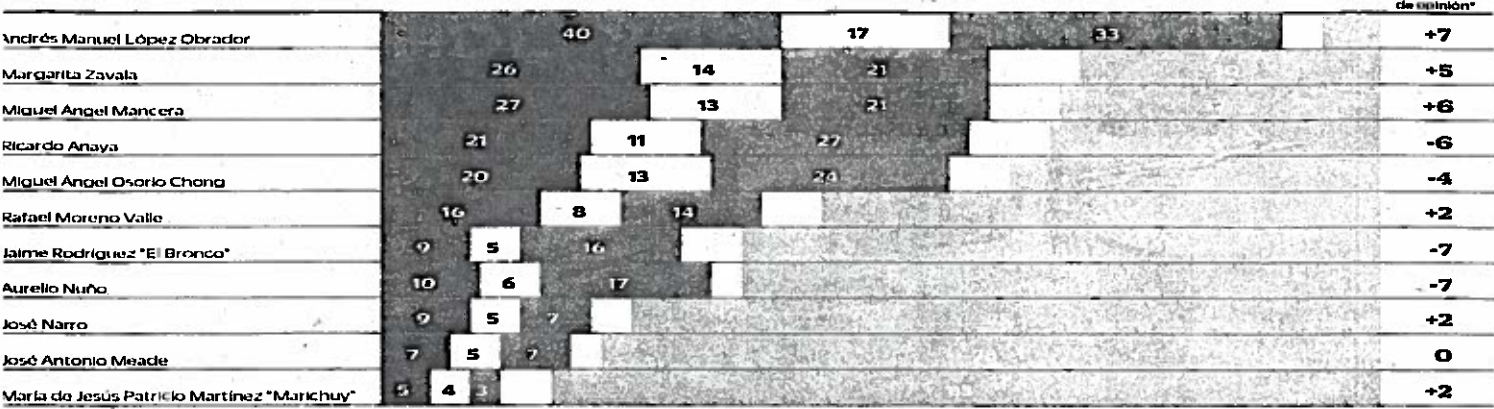 de opinión*
Andrés Manuel López Obrador 40 17 33 +7
Margarita Zavala 26 14 21 +5
Miguel Ángel Mancera 27 13 21 +6
Ricardo Anaya 21 11 27 -6
Miguel Ángel Osorio Chong 20 13 24 -4
Rafael Moreno Valle 16 8 14 +2
Jaime Rodríguez "El Bronco" 9 5 16 -7
Aurelio Nuño 10 6 17 -7
José Narro 9 5 7 +2
José Antonio Meade 7 5 7 0
María de Jesús Patricio Martínez "Marichuy" 5 4 3 +2